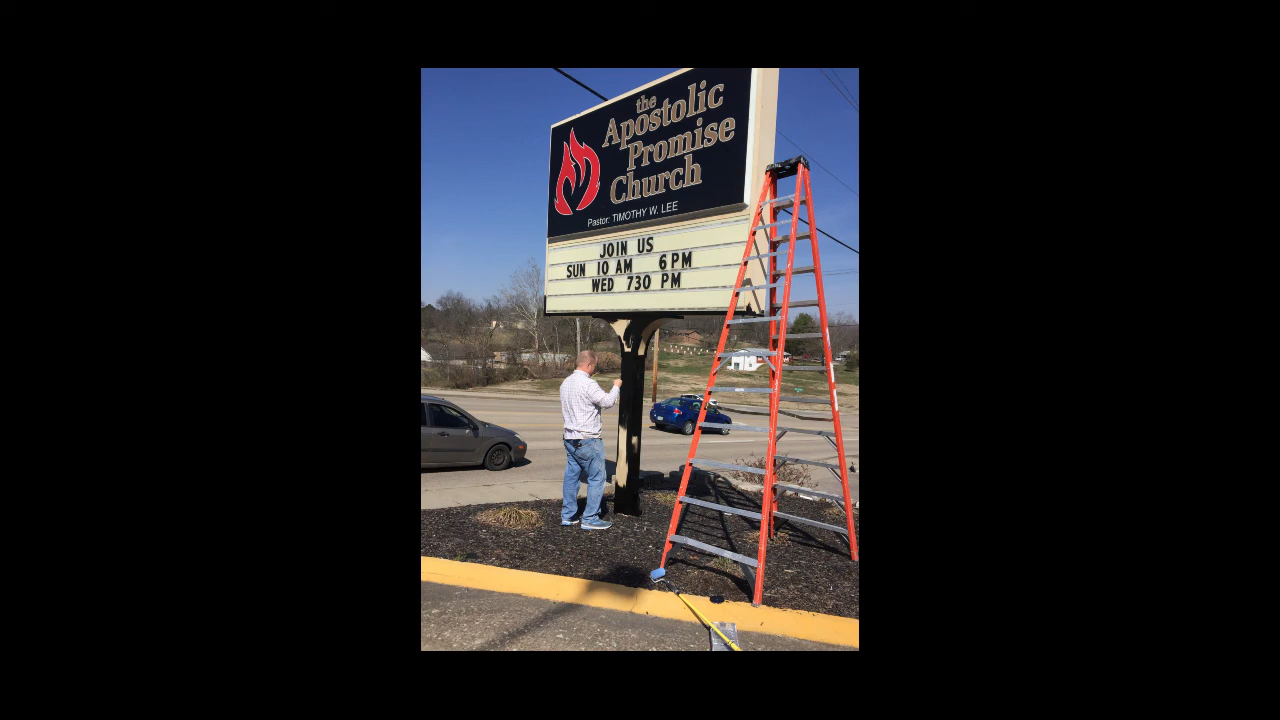 the
Apostolic
Promise
Church
Pastor: TIMOTHY W. LEE
JOIN US
SUN 10 AM 6 PM
WED 730 PM